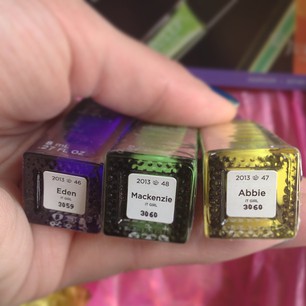 2013 © 46
Eden
IT GIRL
3059
2013 © 48
Mackenzie
IT GIRL
3060
2013 © 47
Abbie
IT GIRL
3060